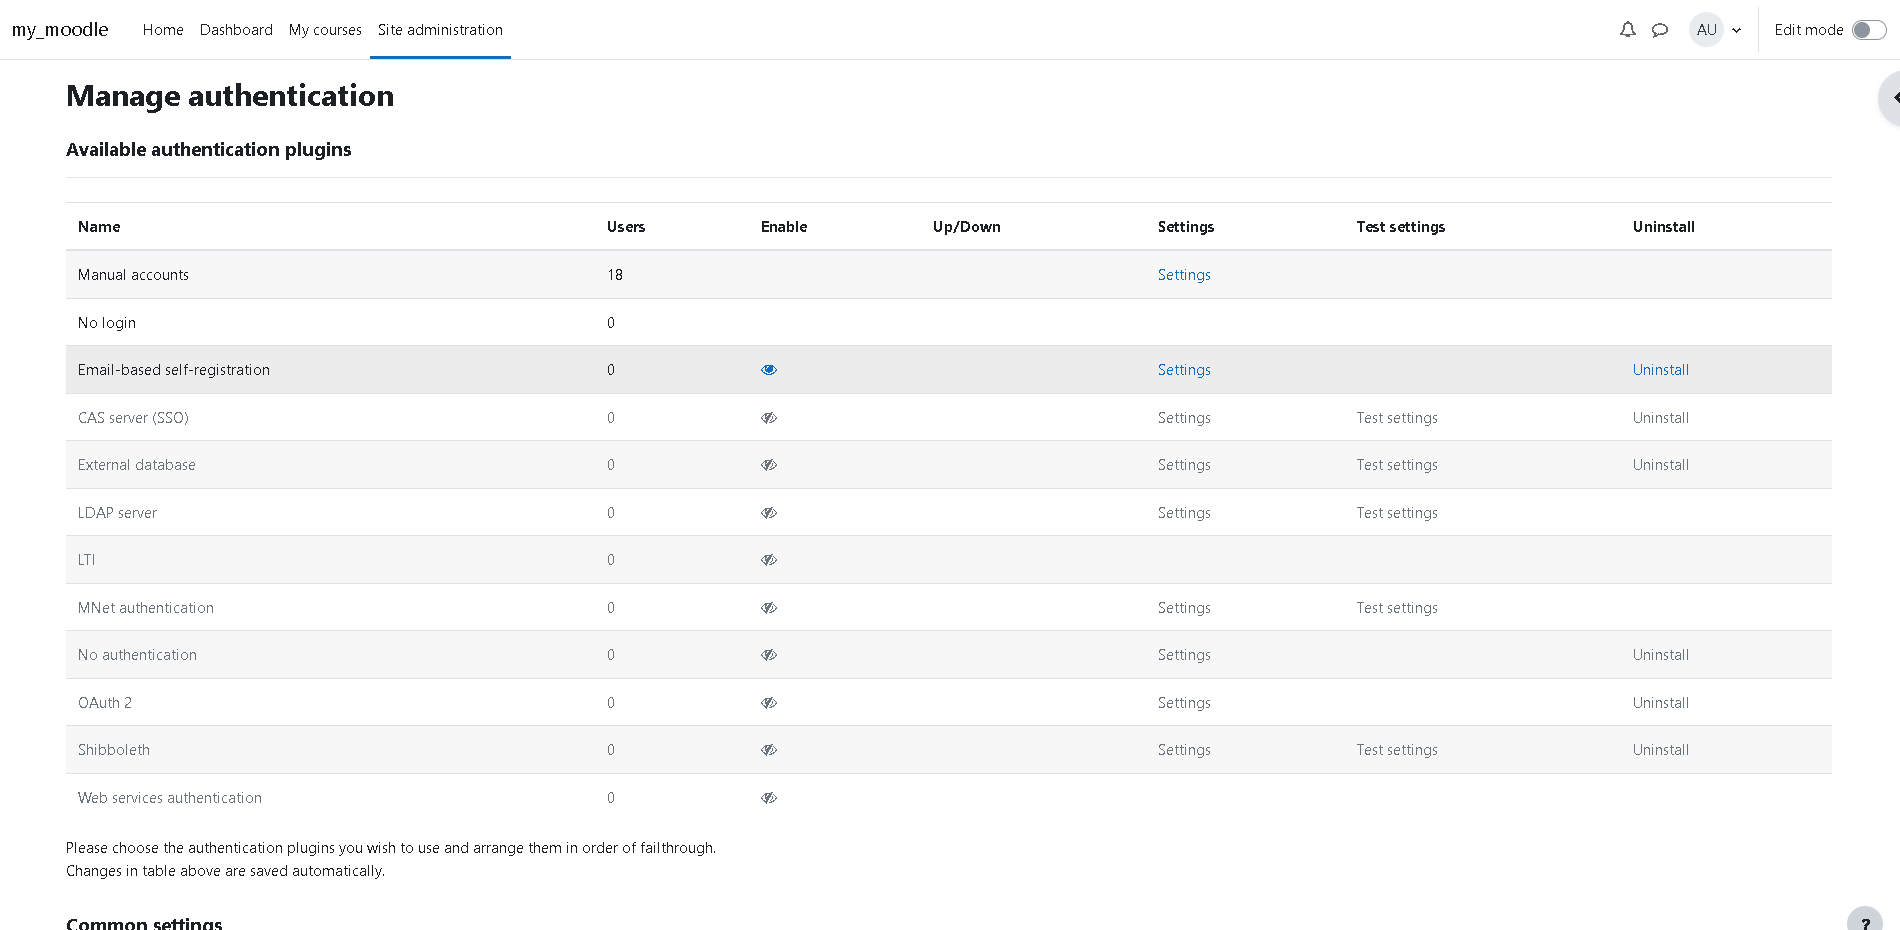 my_moodle Home Dashboard My courses Site administration AU Edit mode
Manage authentication
Available authentication plugins
Name Users Enable Up/Down Settings Test settings Uninstall
Manual accounts 18 Settings
No login 0
Email-based self-registration 0 Settings Uninstall
CAS server (SSO) 0 Settings Test settings Uninstall
External database 0 Settings Test settings Uninstall
LDAP server 0 Settings Test settings
LTI 0
MNet authentication 0 Settings Test settings
No authentication 0 Settings Uninstall
OAuth 2 0 Settings Uninstall
Shibboleth 0 Settings Test settings Uninstall
Web services authentication 0
Please choose the authentication plugins you wish to use and arrange them in order of failthrough.
Changes in table above are saved automatically.
Common settings
?